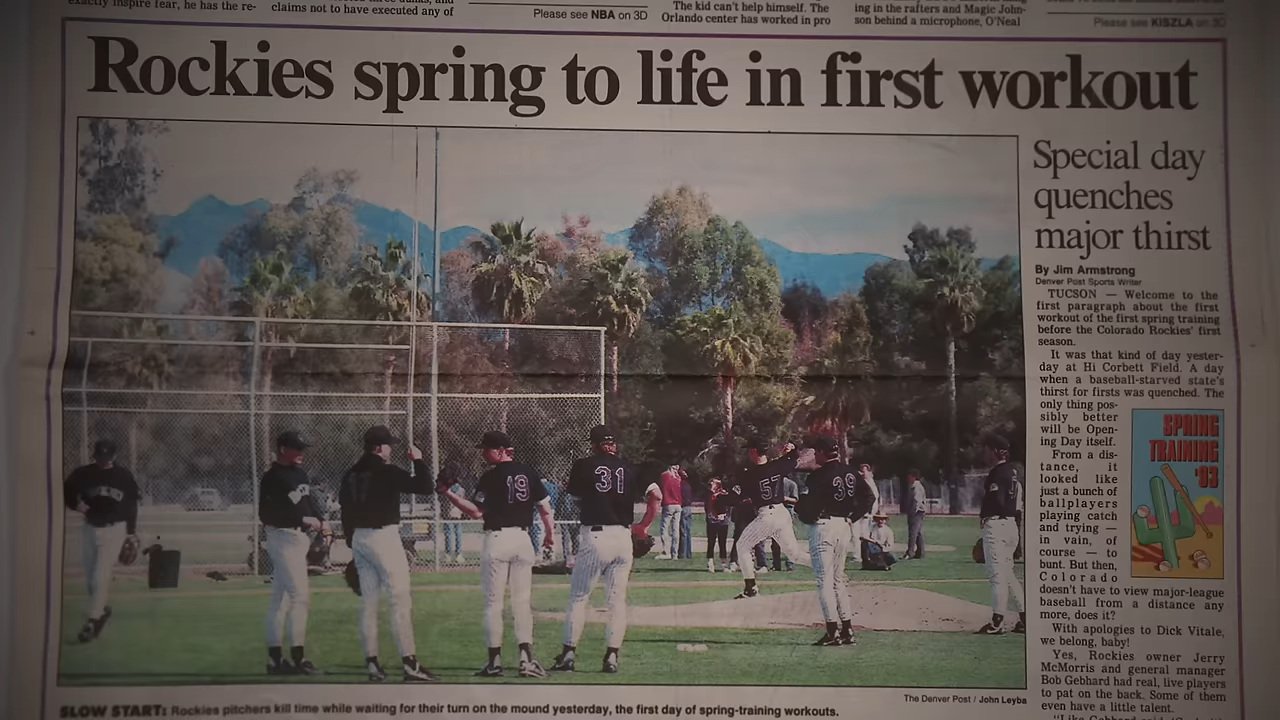 exactly inspire fear, he has the re-
claims not to have executed any of
Please see NBA on 3D
The kid can't help himself. The
Orlando center has worked in pro
ing in the rafters and Magic John-
son behind a microphone, O'Neal
Please see KISZLA on 3D
Rockies spring to life in first workout
19
31
57
39
The Denver Post / John Leyba
SLOW START: Rockies pitchers kill time while waiting for their turn on the mound yesterday, the first day of spring-training workouts.
Special day
quenches
major thirst
By Jim Armstrong
Denver Post Sports Writer
TUCSON — Welcome to the
first paragraph about the first
workout of the first spring training
before the Colorado Rockies' first
season.
It was that kind of day yester-
day at Hi Corbett Field. A day
when a baseball-starved state's
thirst for firsts was quenched. The
only thing pos-
sibly better
will be Open-
ing Day itself.
From a dis-
tance, it
looked like
just a bunch of
ballplayers
playing catch
and trying —
in vain, of
course — to
bunt. But then,
Colorado
doesn't have to view major-league
baseball from a distance any
more, does it?
With apologies to Dick Vitale,
we belong, baby!
Yes, Rockies owner Jerry
McMorris and general manager
Bob Gebhard had real, live players
to pat on the back. Some of them
even have a little talent.
SPRING
TRAINING
'93